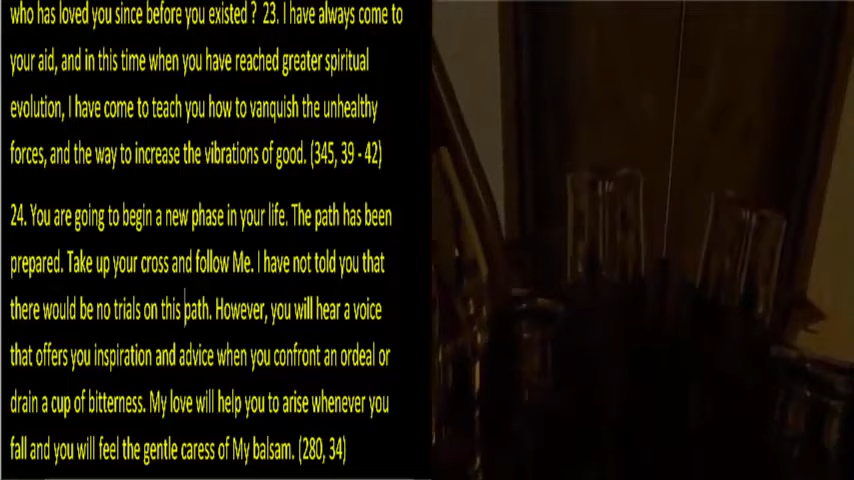 who has loved you since before you existed ? 23. I have always come to
your aid, and in this time when you have reached greater spiritual
evolution, I have come to teach you how to vanquish the unhealthy
forces, and the way to increase the vibrations of good. (345, 39 - 42)
24. You are going to begin a new phase in your life. The path has been
prepared. Take up your cross and follow Me. I have not told you that
there would be no trials on this path. However, you will hear a voice
that offers you inspiration and advice when you confront an ordeal or
drain a cup of bitterness. My love will help you to arise whenever you
fall and you will feel the gentle caress of My balsam. (280, 34)